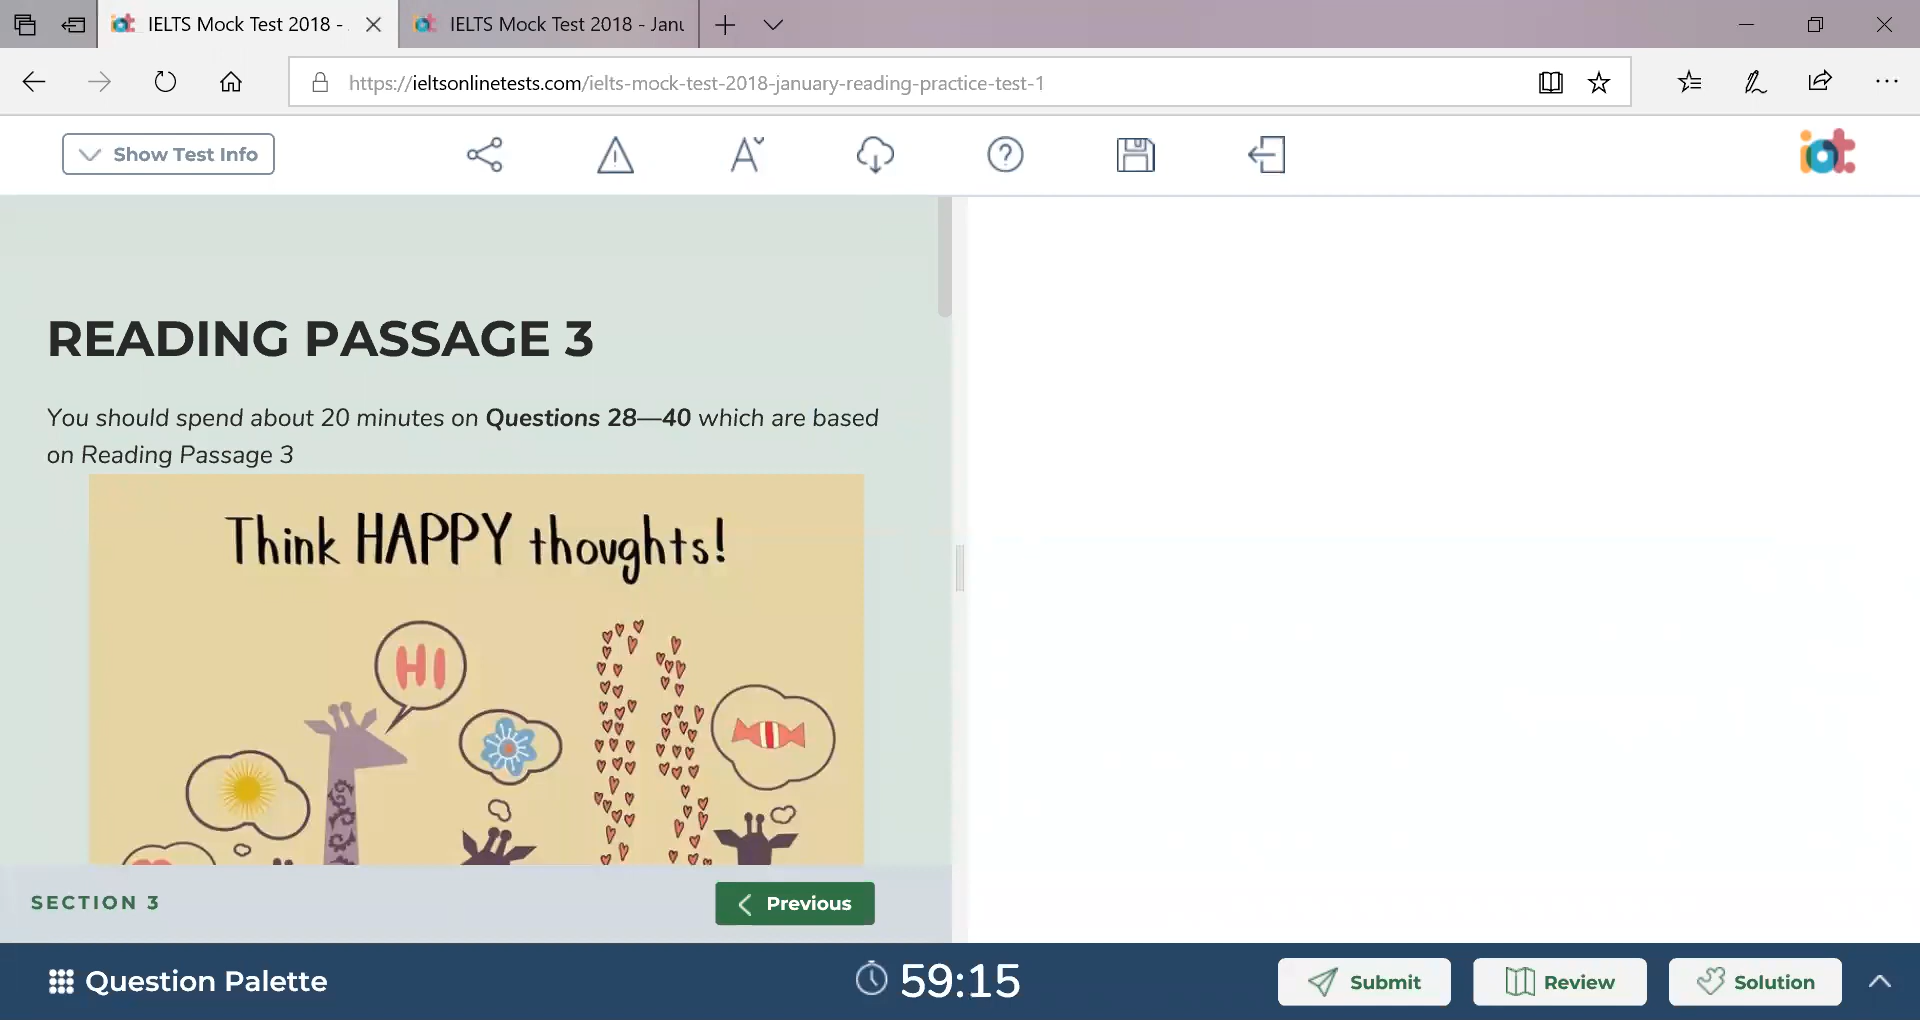 IELTS Mock Test 2018 -
IELTS Mock Test 2018 - Janu
https://ieltsonlinetests.com/ielts-mock-test-2018-january-reading-practice-test-1
Show Test Info
iot
READING PASSAGE 3
You should spend about 20 minutes on Questions 28—40 which are based
on Reading Passage 3
Think HAPPY thoughts!
HI
SECTION 3
Previous
Question Palette
59:15
Submit
Review
Solution